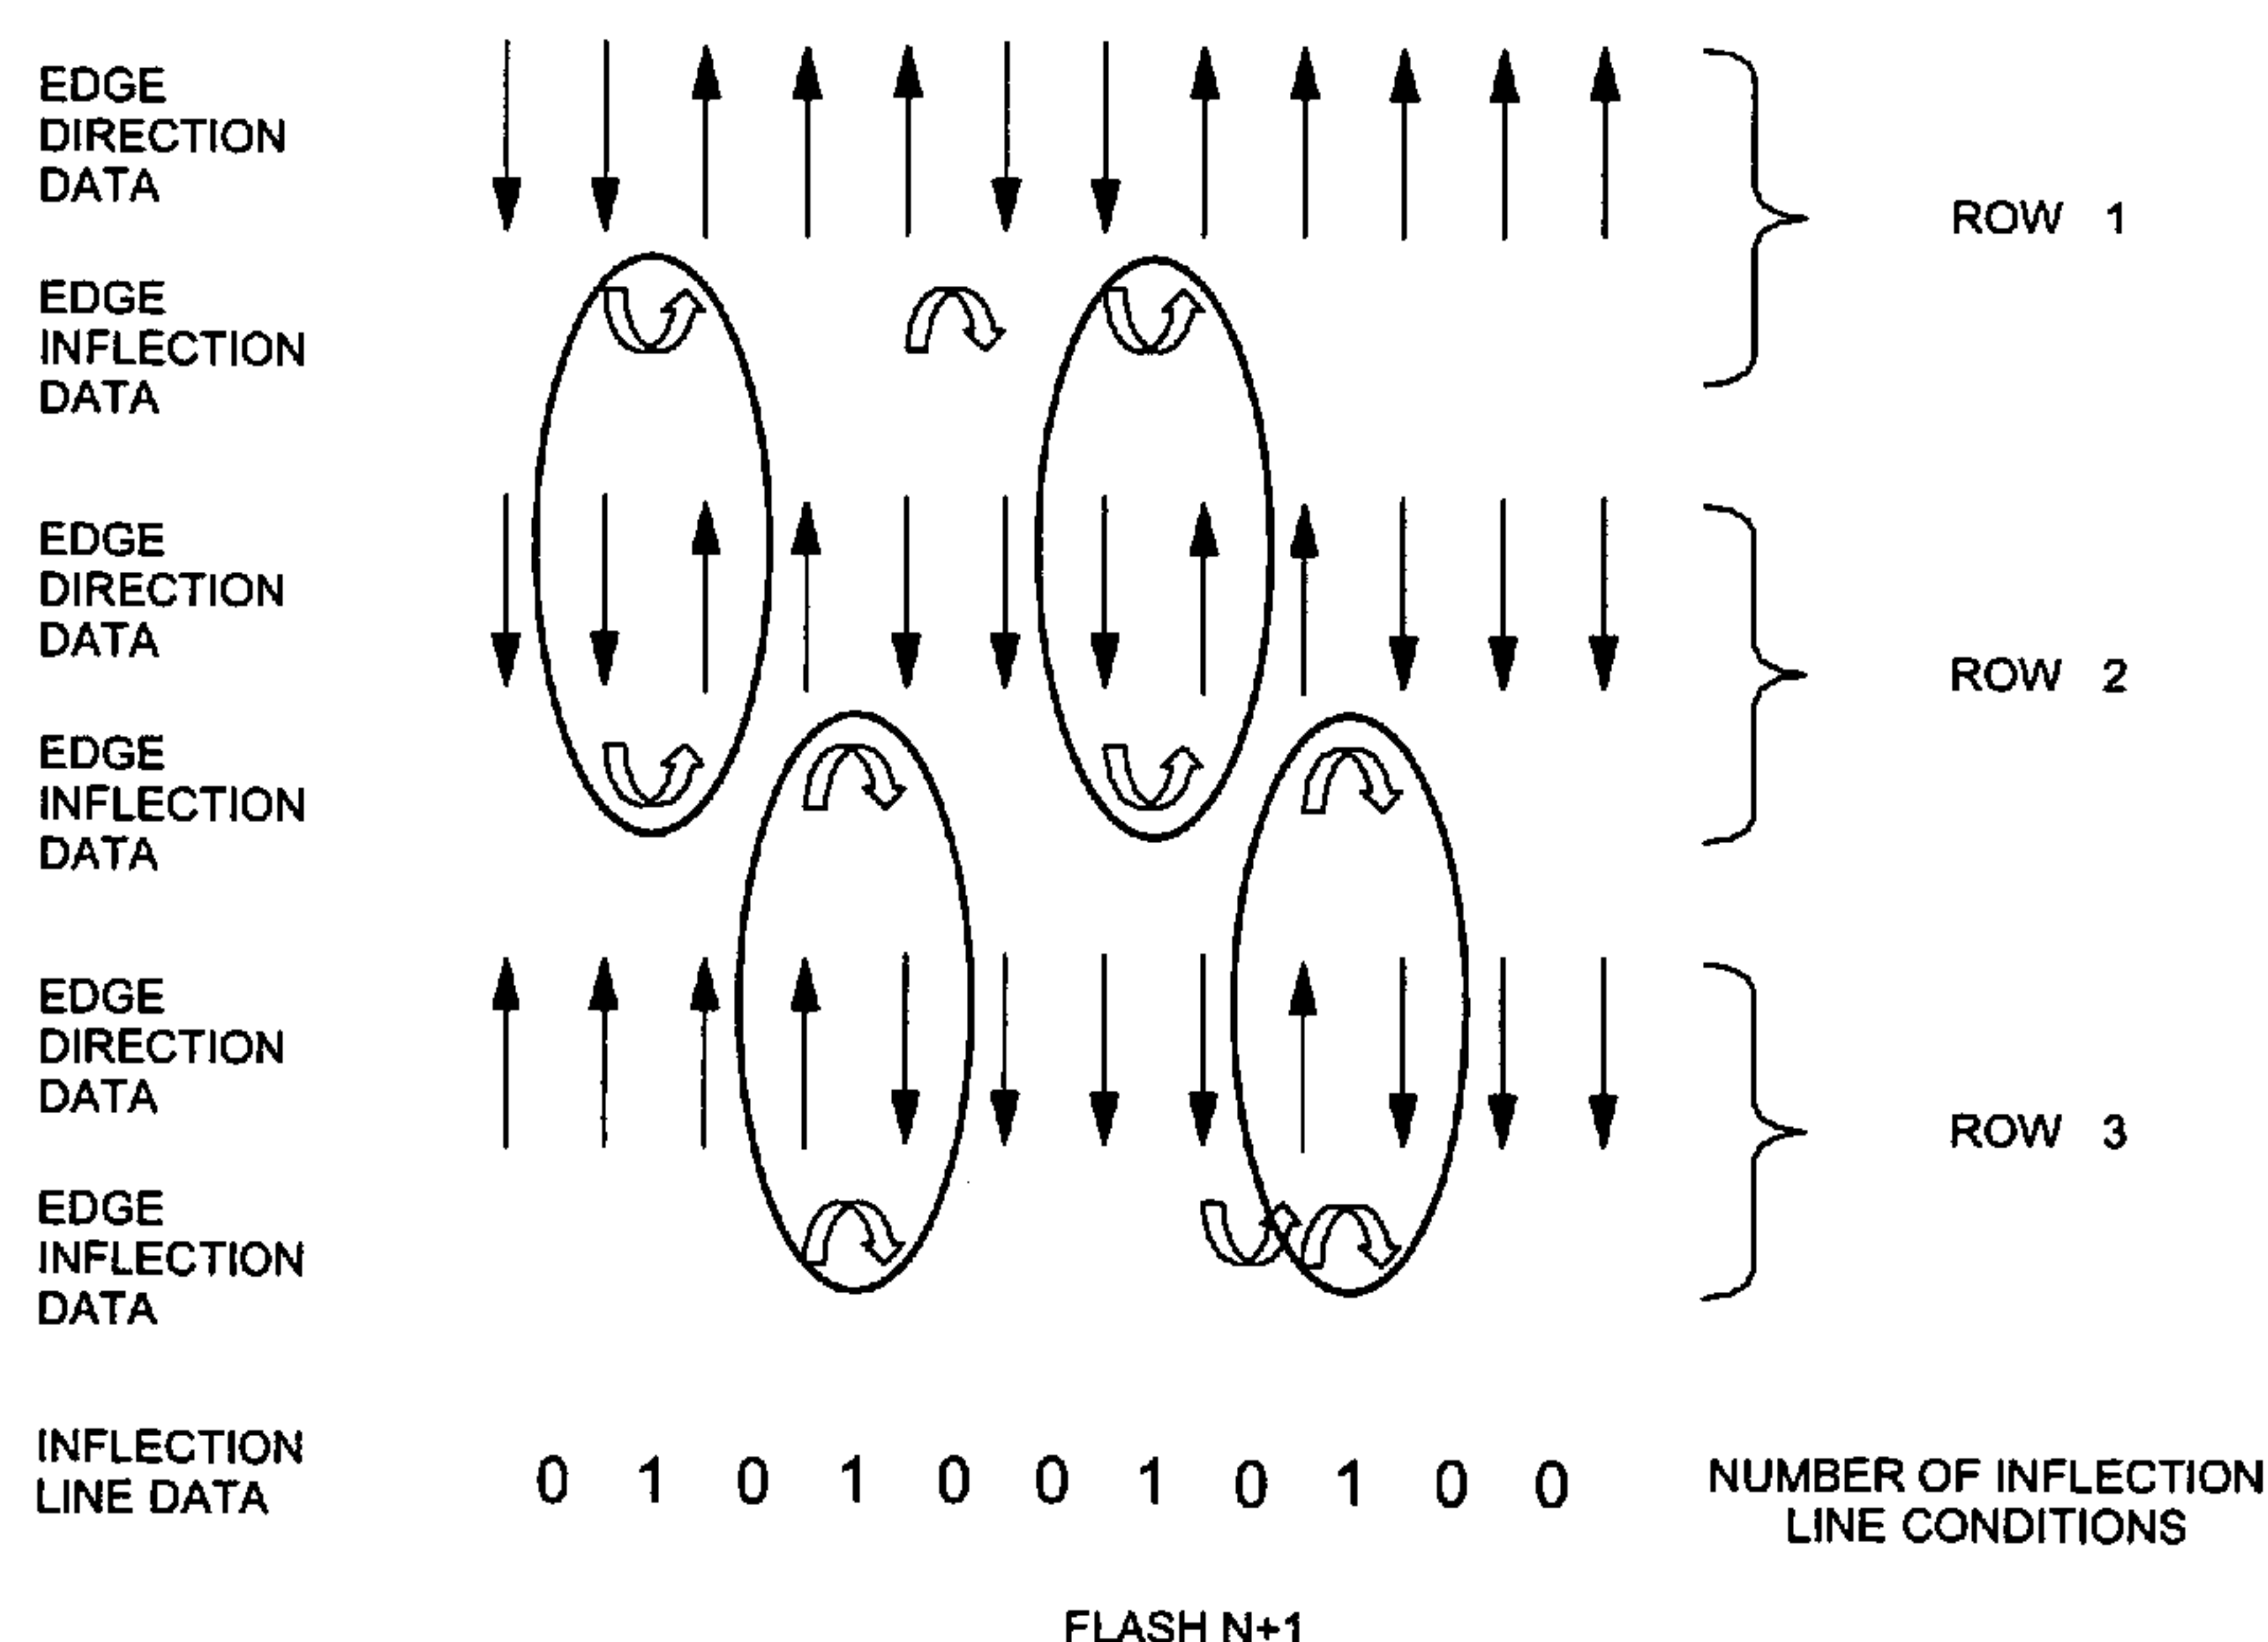 EDGE
DIRECTION
DATA
ROW 1
EDGE
INFLECTION
DATA
EDGE
DIRECTION
DATA
ROW 2
EDGE
INFLECTION
DATA
EDGE
DIRECTION
DATA
ROW 3
EDGE
INFLECTION
DATA
INFLECTION
LINE DATA
0 1 0 1 0 0 1 0 1 0 0
NUMBER OF INFLECTION
LINE CONDITIONS
FLASH N+1